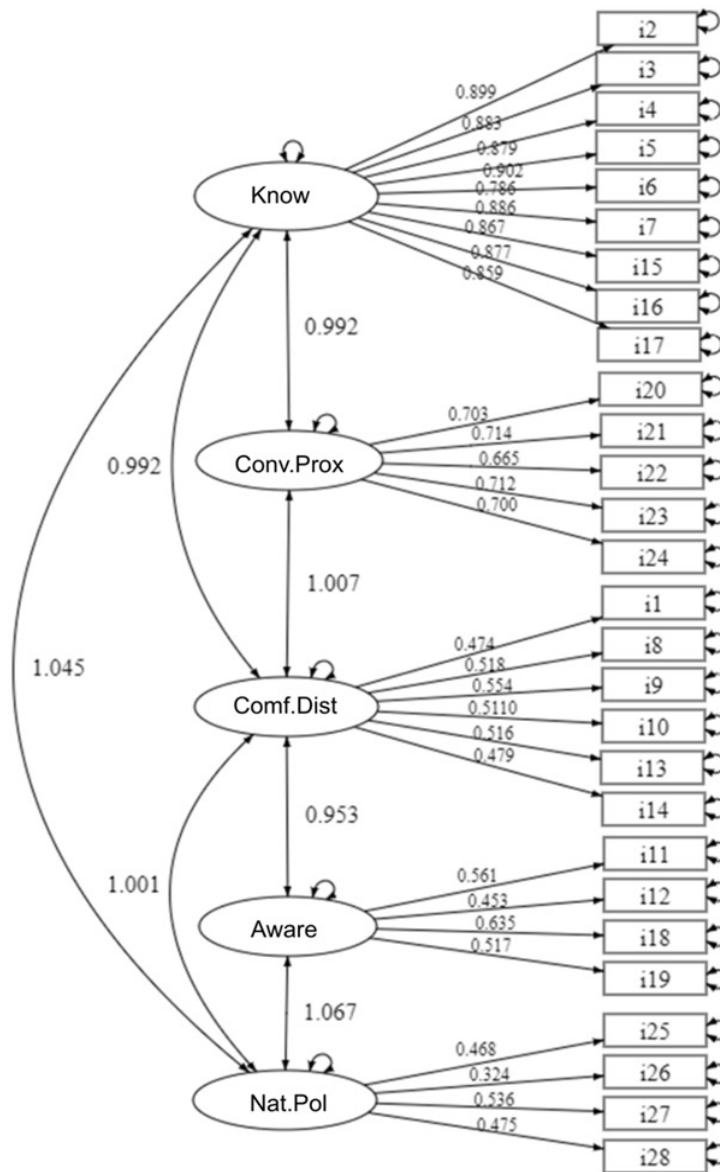 i2
i3
0.899
i4
0.883
i5
0.879
0.902
i6
0.786
Know
0.886
i7
0.867
i15
0.877
i16
0.859
i17
0.992
i20
0.703
i21
0.714
Conv.Prox
0.665
i22
0.992
0.712
i23
0.700
i24
1.007
i1
0.474
i8
0.518
1.045
0.554
i9
Comf.Dist
0.5110
i10
0.516
i13
0.479
i14
0.953
i11
0.561
1.001
i12
0.453
Aware
0.635
i18
0.517
i19
1.067
i25
0.468
i26
0.324
Nat.Pol
0.536
i27
0.475
i28